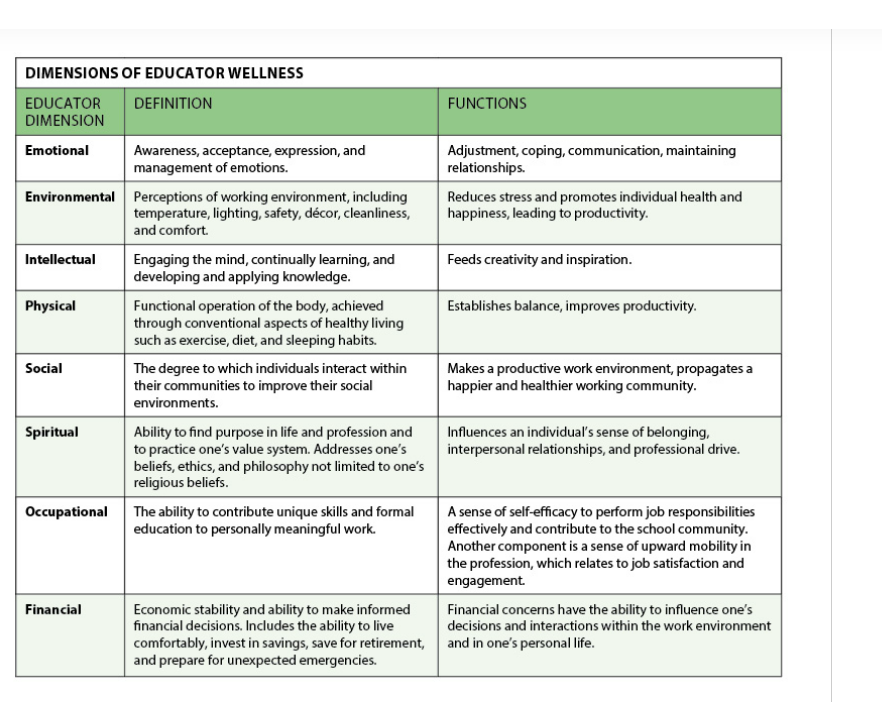 DIMENSIONS OF EDUCATOR WELLNESS
EDUCATOR
DIMENSION
DEFINITION
FUNCTIONS
Emotional
Awareness, acceptance, expression, and
management of emotions.
Adjustment, coping, communication, maintaining
relationships.
Environmental
Perceptions of working environment, including
temperature, lighting, safety, décor, cleanliness,
and comfort.
Reduces stress and promotes individual health and
happiness, leading to productivity.
Intellectual
Engaging the mind, continually learning, and
developing and applying knowledge.
Feeds creativity and inspiration.
Physical
Functional operation of the body, achieved
through conventional aspects of healthy living
such as exercise, diet, and sleeping habits.
Establishes balance, improves productivity.
Social
The degree to which individuals interact within
their communities to improve their social
environments.
Makes a productive work environment, propagates a
happier and healthier working community.
Spiritual
Ability to find purpose in life and profession and
to practice one's value system. Addresses one's
beliefs, ethics, and philosophy not limited to one's
religious beliefs.
Influences an individual's sense of belonging,
interpersonal relationships, and professional drive.
Occupational
The ability to contribute unique skills and formal
education to personally meaningful work.
A sense of self-efficacy to perform job responsibilities
effectively and contribute to the school community.
Another component is a sense of upward mobility in
the profession, which relates to job satisfaction and
engagement.
Financial
Economic stability and ability to make informed
financial decisions. Includes the ability to live
comfortably, invest in savings, save for retirement,
and prepare for unexpected emergencies.
Financial concerns have the ability to influence one's
decisions and interactions within the work environment
and in one's personal life.